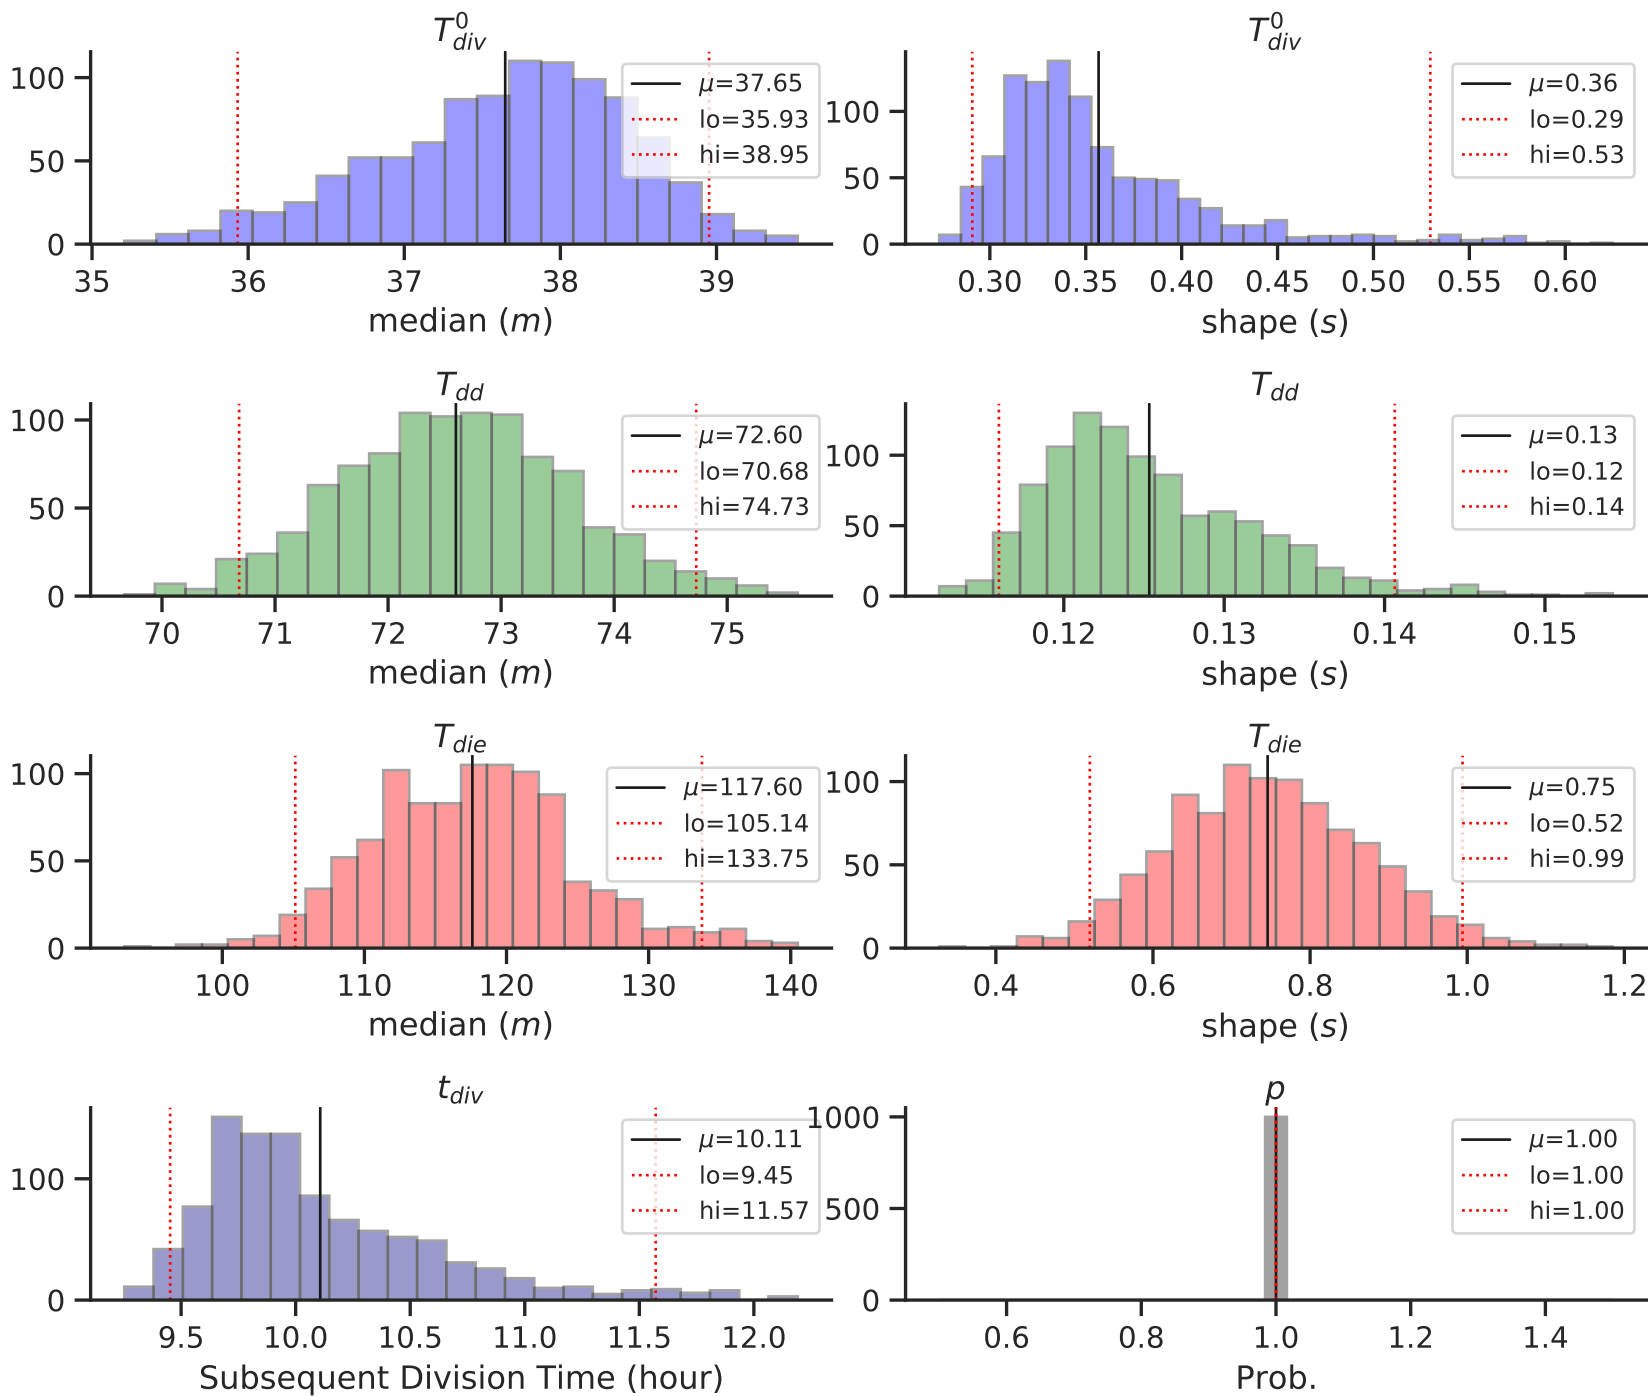 T⁰div
100
50
0
μ=37.65
lo=35.93
hi=38.95
35 36 37 38 39
median (m)
T⁰div
100
50
0
μ=0.36
lo=0.29
hi=0.53
0.30 0.35 0.40 0.45 0.50 0.55 0.60
shape (s)
Tdd
100
50
0
μ=72.60
lo=70.68
hi=74.73
70 71 72 73 74 75
median (m)
Tdd
100
50
0
μ=0.13
lo=0.12
hi=0.14
0.12 0.13 0.14 0.15
shape (s)
Tdie
100
50
0
μ=117.60
lo=105.14
hi=133.75
100 110 120 130 140
median (m)
Tdie
100
50
0
μ=0.75
lo=0.52
hi=0.99
0.4 0.6 0.8 1.0 1.2
shape (s)
tdiv
100
0
μ=10.11
lo=9.45
hi=11.57
9.5 10.0 10.5 11.0 11.5 12.0
Subsequent Division Time (hour)
p
1000
500
0
μ=1.00
lo=1.00
hi=1.00
0.6 0.8 1.0 1.2 1.4
Prob.